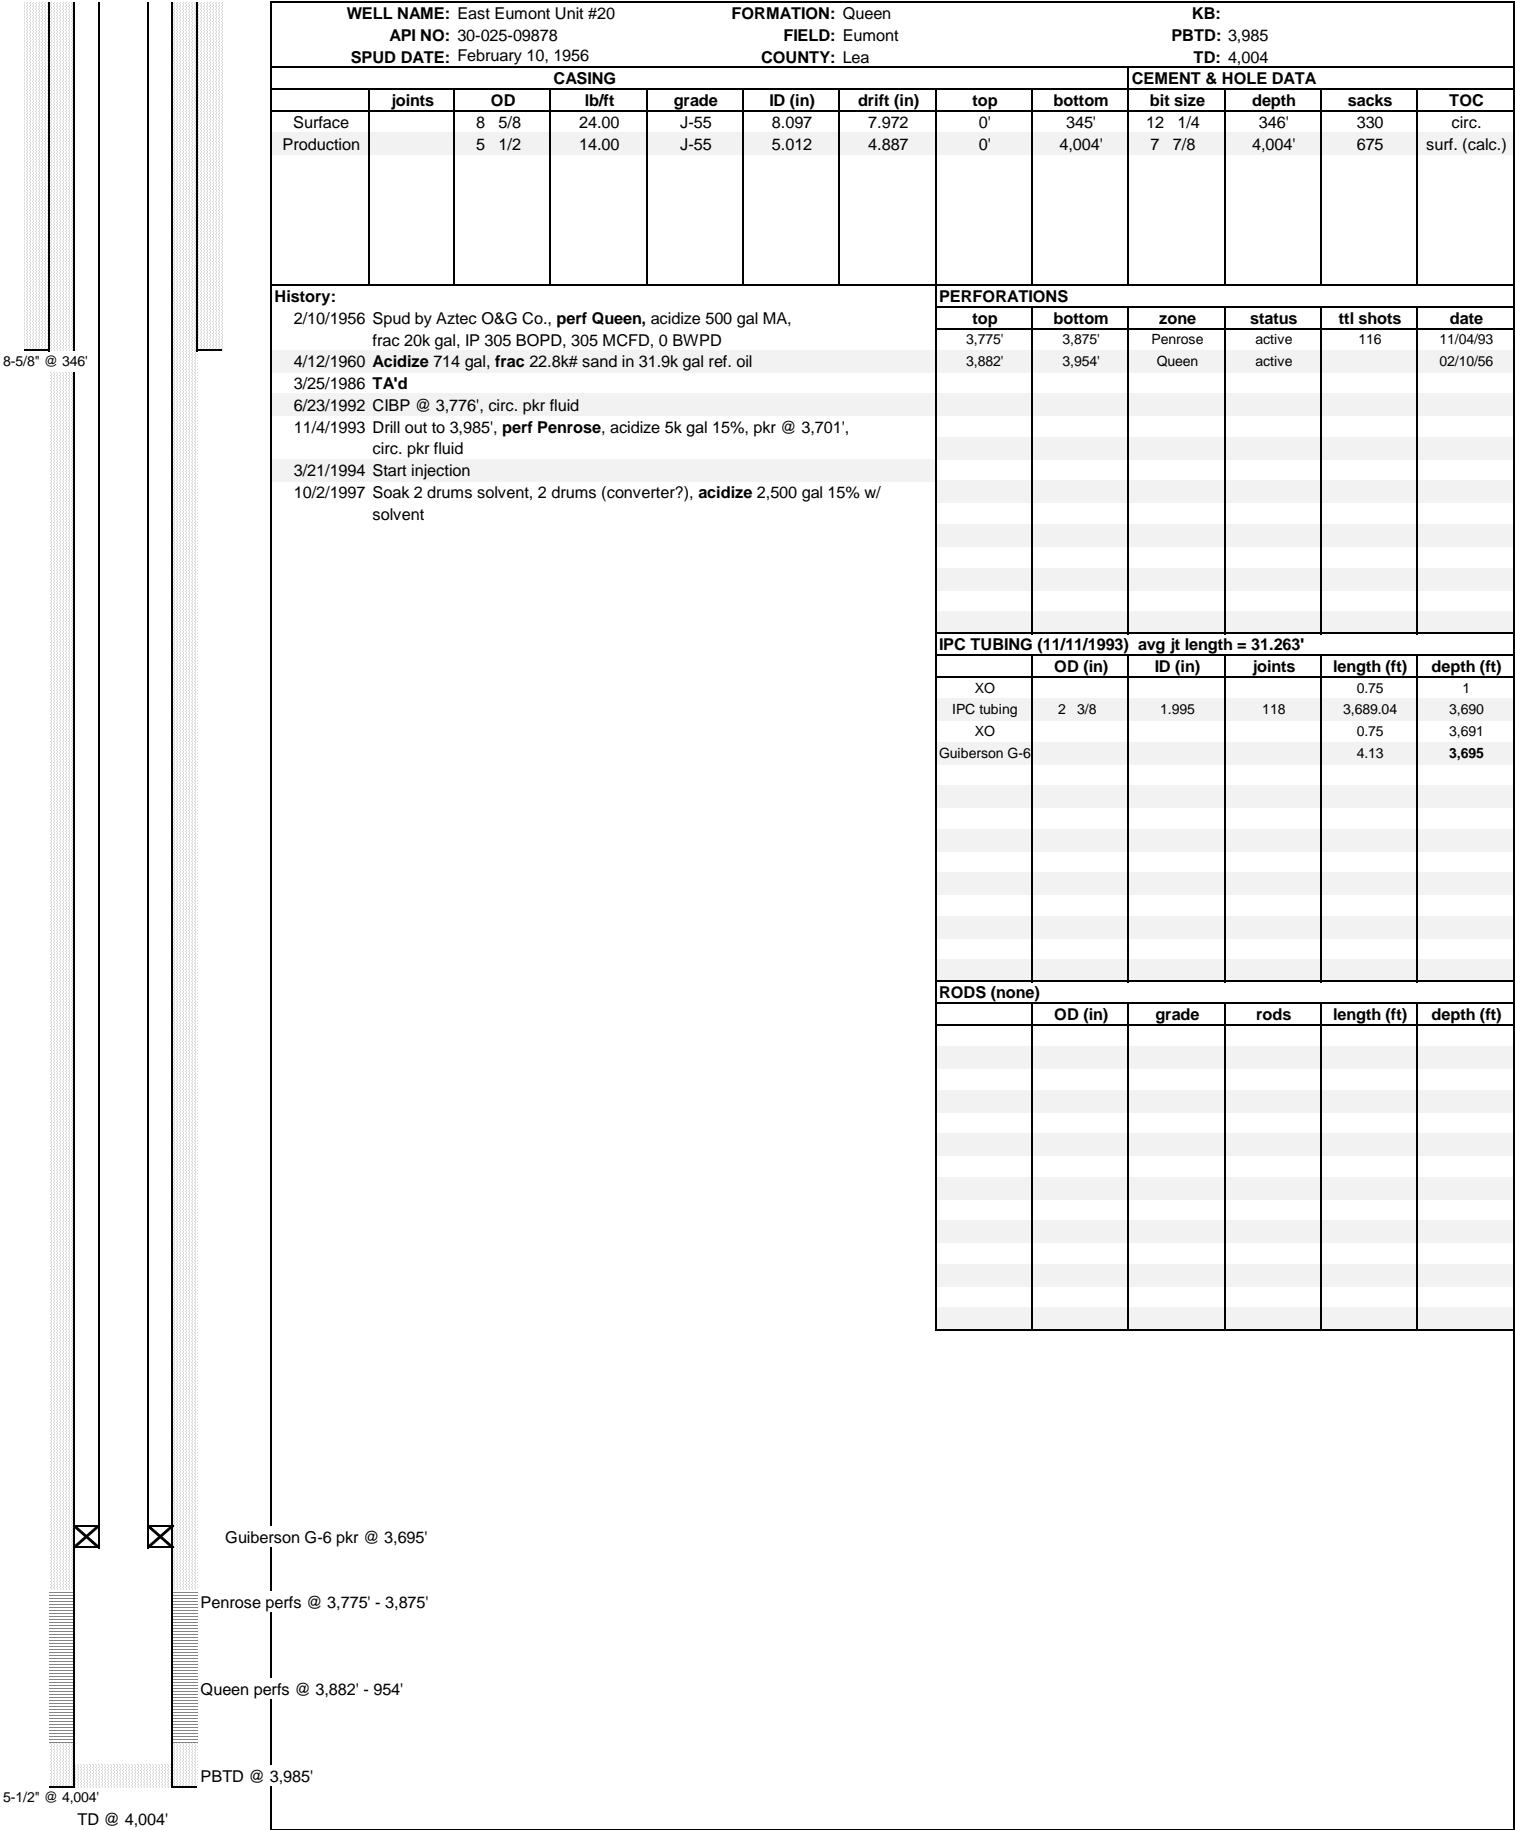 WELL NAME: East Eumont Unit #20 FORMATION: Queen KB:
API NO: 30-025-09878 FIELD: Eumont PBTD: 3,985
SPUD DATE: February 10, 1956 COUNTY: Lea TD: 4,004
CASING CEMENT & HOLE DATA
joints OD lb/ft grade ID (in) drift (in) top bottom bit size depth sacks TOC
Surface 8 5/8 24.00 J-55 8.097 7.972 0' 345' 12 1/4 346' 330 circ.
Production 5 1/2 14.00 J-55 5.012 4.887 0' 4,004' 7 7/8 4,004' 675 surf. (calc.)
History:
2/10/1956 Spud by Aztec O&G Co., perf Queen, acidize 500 gal MA,
frac 20k gal, IP 305 BOPD, 305 MCFD, 0 BWPD
4/12/1960 Acidize 714 gal, frac 22.8k# sand in 31.9k gal ref. oil
3/25/1986 TA'd
6/23/1992 CIBP @ 3,776', circ. pkr fluid
11/4/1993 Drill out to 3,985', perf Penrose, acidize 5k gal 15%, pkr @ 3,701',
circ. pkr fluid
3/21/1994 Start injection
10/2/1997 Soak 2 drums solvent, 2 drums (converter?), acidize 2,500 gal 15% w/
solvent
PERFORATIONS
top bottom zone status ttl shots date
3,775' 3,875' Penrose active 116 11/04/93
3,882' 3,954' Queen active 02/10/56
IPC TUBING (11/11/1993) avg jt length = 31.263'
OD (in) ID (in) joints length (ft) depth (ft)
XO 0.75 1
IPC tubing 2 3/8 1.995 118 3,689.04 3,690
XO 0.75 3,691
Guiberson G-6 4.13 3,695
RODS (none)
OD (in) grade rods length (ft) depth (ft)
8-5/8" @ 346'
Guiberson G-6 pkr @ 3,695'
Penrose perfs @ 3,775' - 3,875'
Queen perfs @ 3,882' - 954'
PBTD @ 3,985'
5-1/2" @ 4,004'
TD @ 4,004'